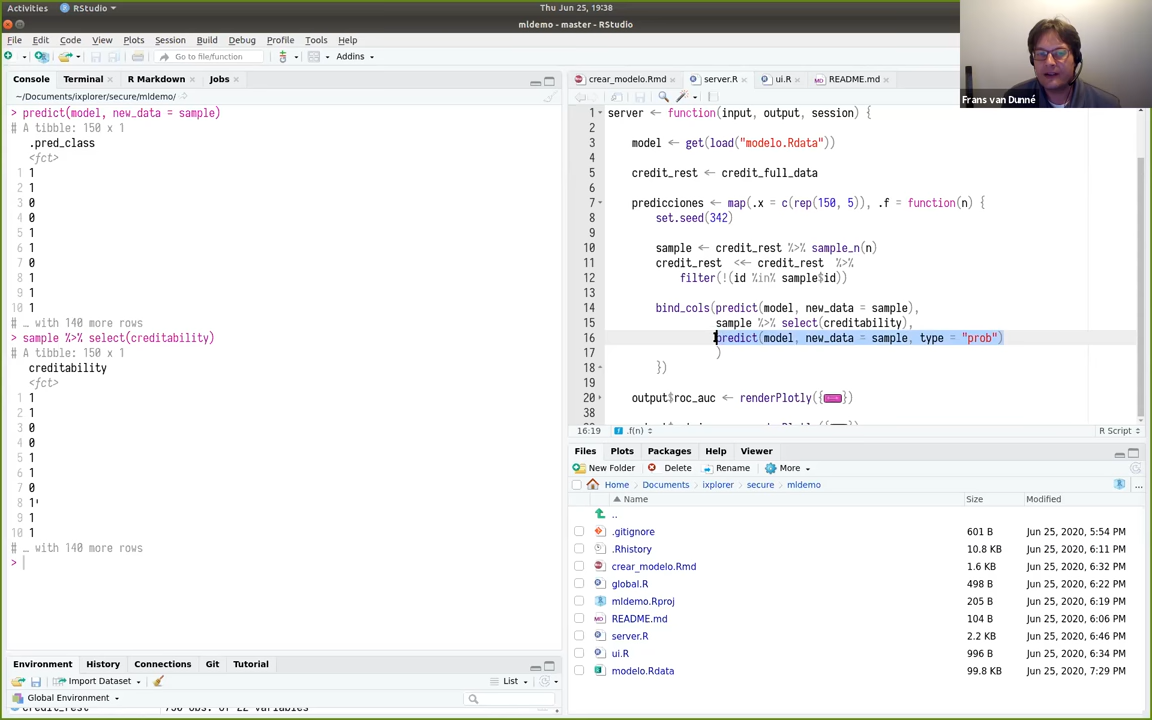 Activities RStudio Thu Jun 25, 19:38
mldemo - master - RStudio
File Edit Code View Plots Session Build Debug Profile Tools Help
Go to file/function Addins
Console Terminal R Markdown Jobs
~/Documents/ixplorer/secure/mldemo/
> predict(model, new_data = sample)
# A tibble: 150 x 1
.pred_class
<fct>
1 1
2 1
3 0
4 0
5 1
6 1
7 0
8 1
9 1
10 1
# … with 140 more rows
> sample %>% select(creditability)
# A tibble: 150 x 1
creditability
<fct>
1 1
2 1
3 0
4 0
5 1
6 1
7 0
8 1
9 1
10 1
# … with 140 more rows
>
Environment History Connections Git Tutorial
Import Dataset List
Global Environment
credit_rest 750 obs. of 22 variables
crear_modelo.Rmd server.R ui.R README.md
1 server <- function(input, output, session) {
2
3 model <- get(load("modelo.Rdata"))
4
5 credit_rest <- credit_full_data
6
7 predicciones <- map(.x = c(rep(150, 5)), .f = function(n) {
8 set.seed(342)
9
10 sample <- credit_rest %>% sample_n(n)
11 credit_rest <<- credit_rest %>%
12 filter(!(id %in% sample$id))
13
14 bind_cols(predict(model, new_data = sample),
15 sample %>% select(creditability),
16 predict(model, new_data = sample, type = "prob")
17 )
18 })
19
20 output$roc_auc <- renderPlotly({
38
16:19 .f(n) R Script
Files Plots Packages Help Viewer
New Folder Delete Rename More
Home Documents ixplorer secure mldemo ...
Name Size Modified
..
.gitignore 601 B Jun 25, 2020, 5:54 PM
.Rhistory 10.8 KB Jun 25, 2020, 6:11 PM
crear_modelo.Rmd 1.6 KB Jun 25, 2020, 6:32 PM
global.R 498 B Jun 25, 2020, 6:22 PM
mldemo.Rproj 205 B Jun 25, 2020, 6:19 PM
README.md 104 B Jun 25, 2020, 6:06 PM
server.R 2.2 KB Jun 25, 2020, 6:46 PM
ui.R 996 B Jun 25, 2020, 6:34 PM
modelo.Rdata 99.8 KB Jun 25, 2020, 7:29 PM
Frans van Dunné